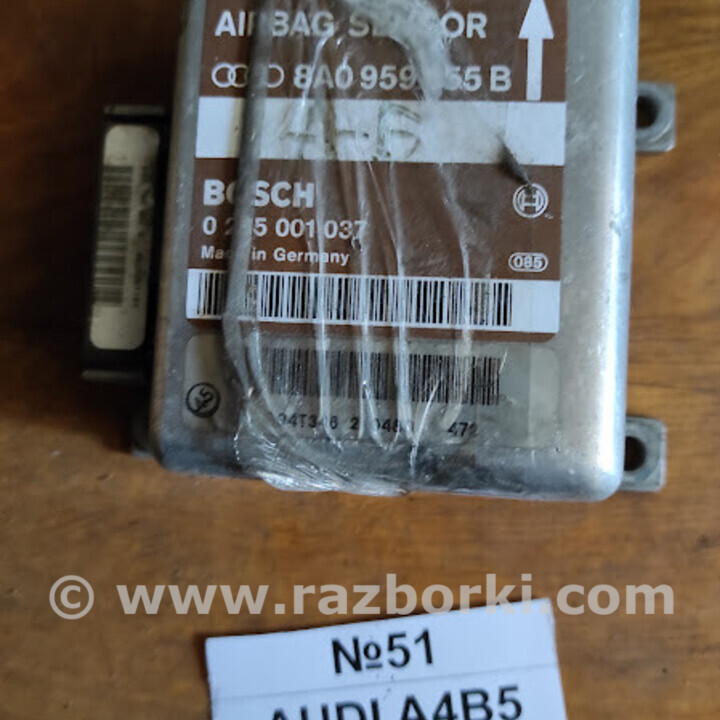 AIRBAG SENSOR
8A0 959 655 B
BOSCH
0 285 001 037
Made in Germany
085
© www.razborki.com
№51
AUDI A4B5